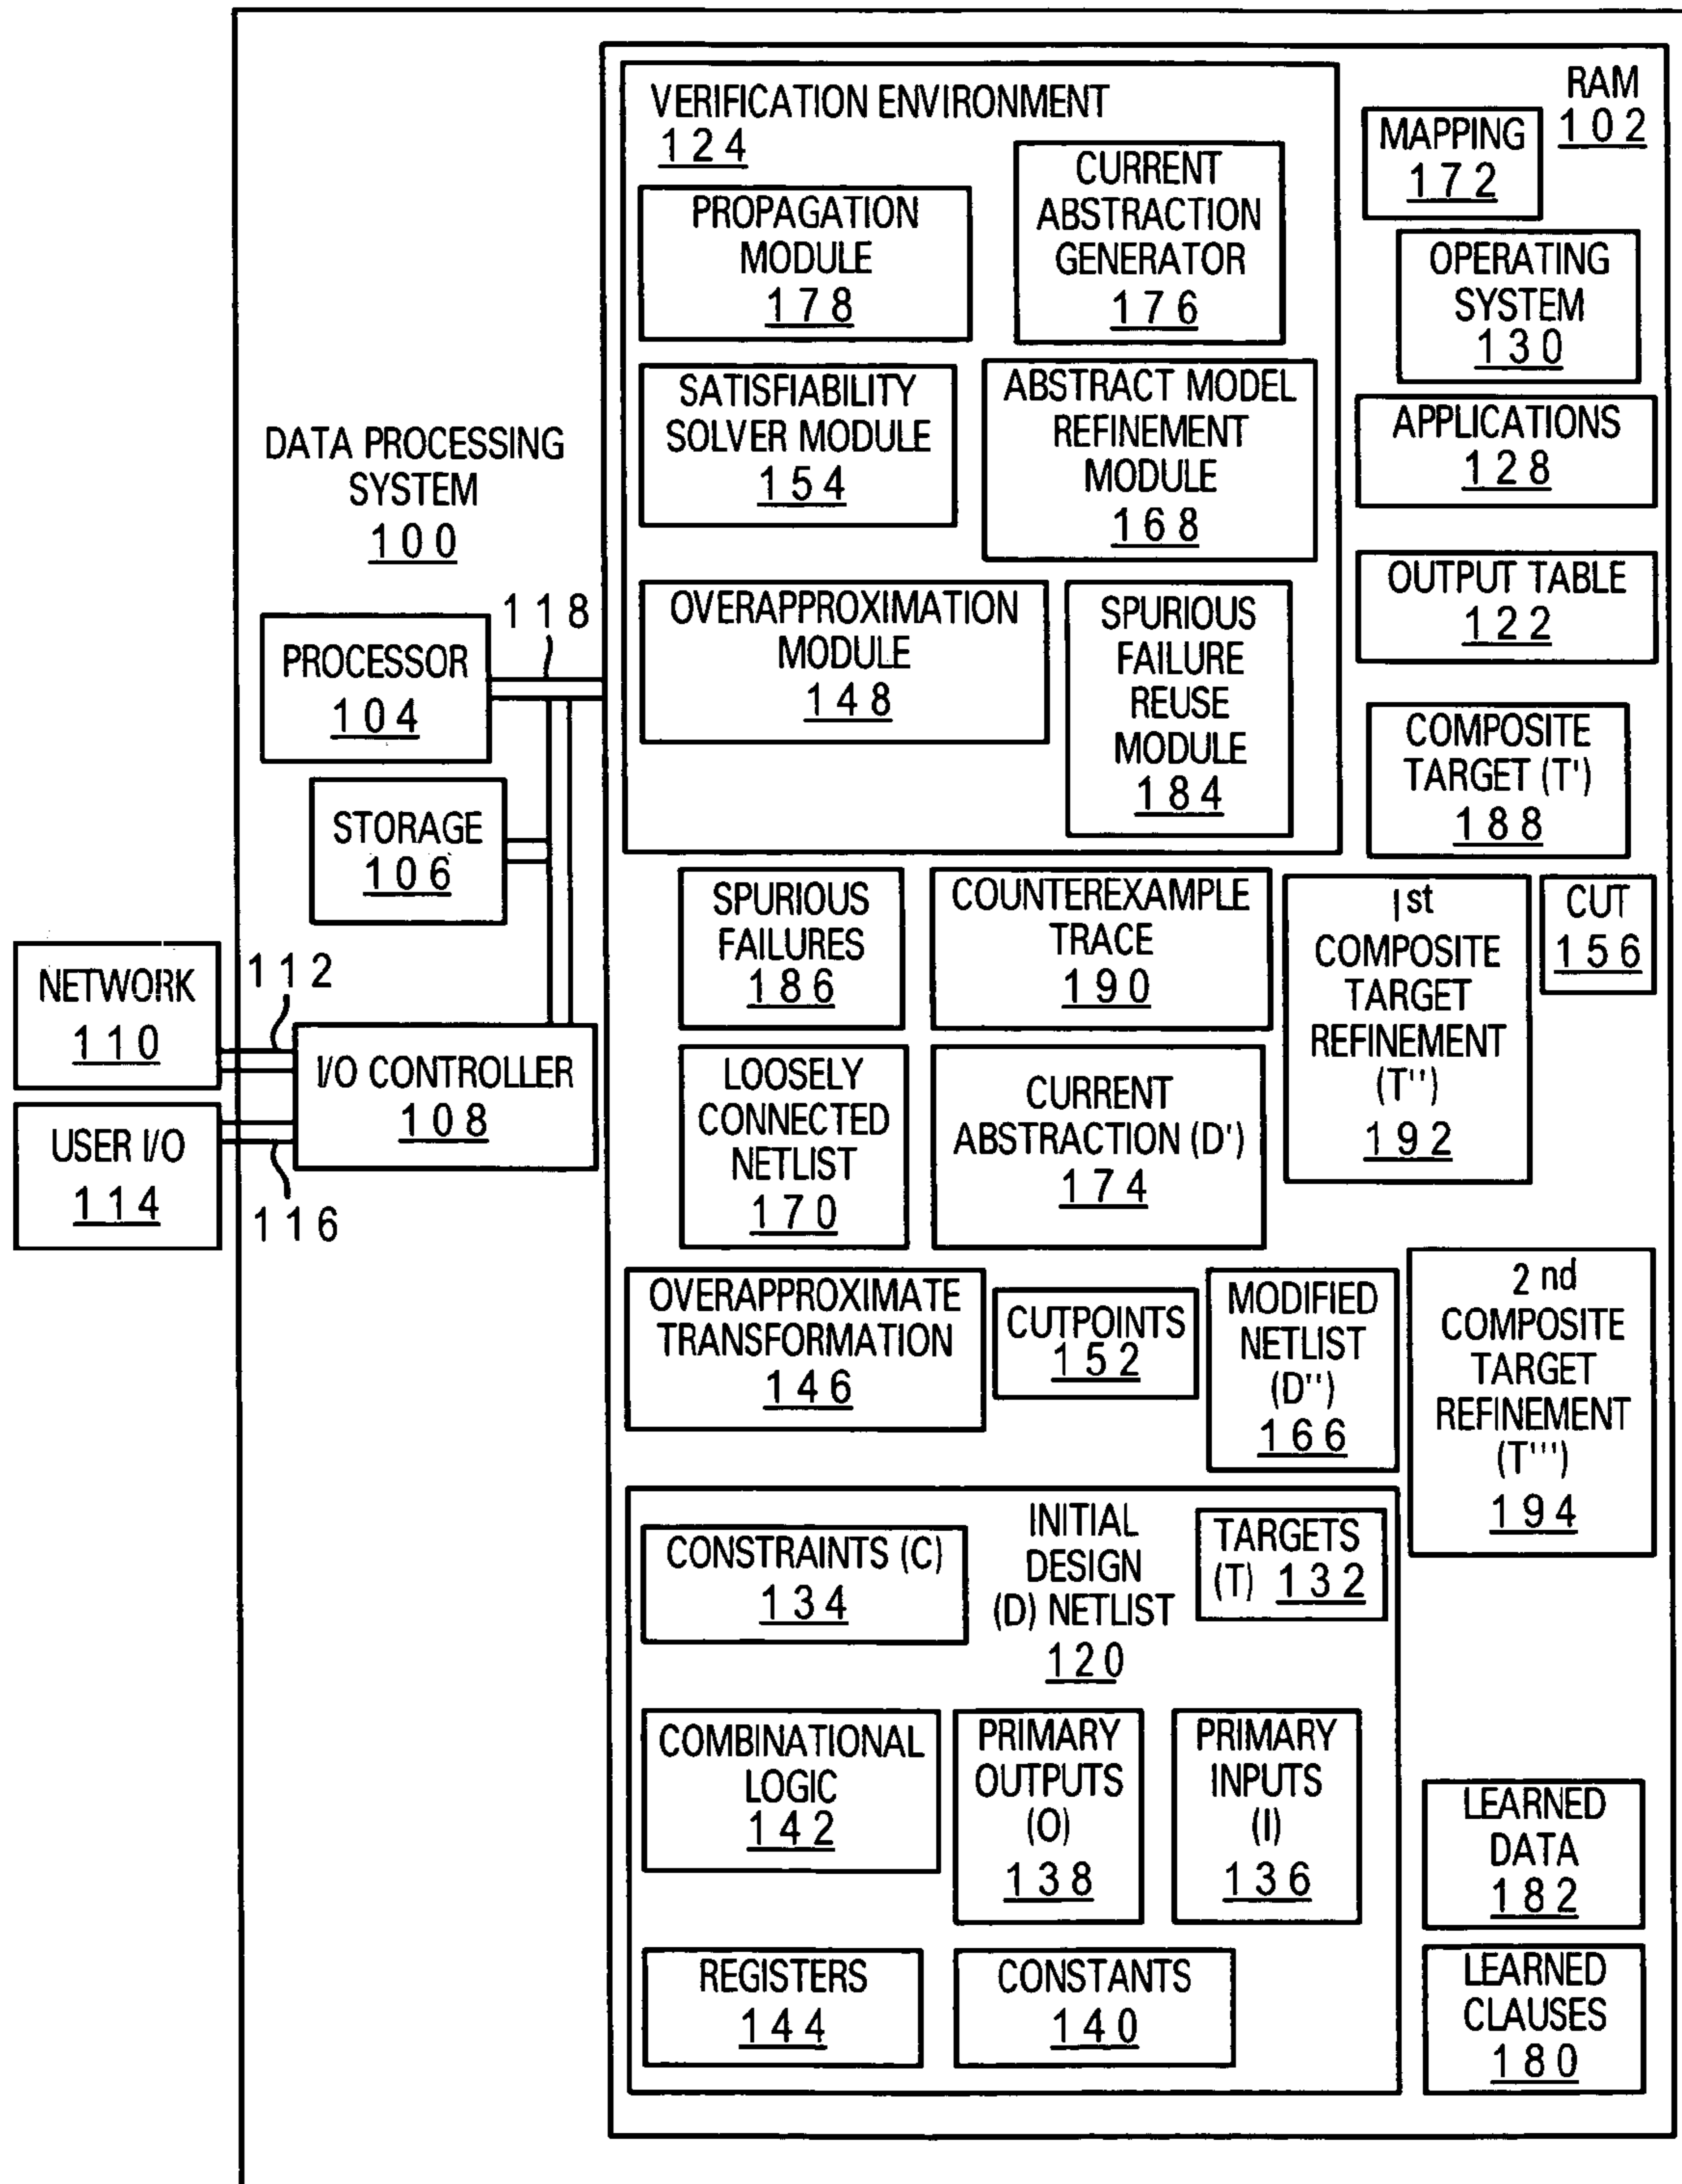 DATA PROCESSING
SYSTEM
100
118
PROCESSOR
104
STORAGE
106
NETWORK
110
112
I/O CONTROLLER
108
USER I/O
114
116
RAM
102
VERIFICATION ENVIRONMENT
124
PROPAGATION
MODULE
178
CURRENT
ABSTRACTION
GENERATOR
176
SATISFIABILITY
SOLVER MODULE
154
ABSTRACT MODEL
REFINEMENT
MODULE
168
OVERAPPROXIMATION
MODULE
148
SPURIOUS
FAILURE
REUSE
MODULE
184
MAPPING
172
OPERATING
SYSTEM
130
APPLICATIONS
128
OUTPUT TABLE
122
COMPOSITE
TARGET (T')
188
SPURIOUS
FAILURES
186
COUNTEREXAMPLE
TRACE
190
1st
COMPOSITE
TARGET
REFINEMENT
(T'')
192
CUT
156
LOOSELY
CONNECTED
NETLIST
170
CURRENT
ABSTRACTION (D')
174
OVERAPPROXIMATE
TRANSFORMATION
146
CUTPOINTS
152
MODIFIED
NETLIST
(D'')
166
2 nd
COMPOSITE
TARGET
REFINEMENT
(T''')
194
CONSTRAINTS (C)
134
INITIAL
DESIGN
(D) NETLIST
120
TARGETS
(T) 132
COMBINATIONAL
LOGIC
142
PRIMARY
OUTPUTS
(O)
138
PRIMARY
INPUTS
(I)
136
REGISTERS
144
CONSTANTS
140
LEARNED
DATA
182
LEARNED
CLAUSES
180